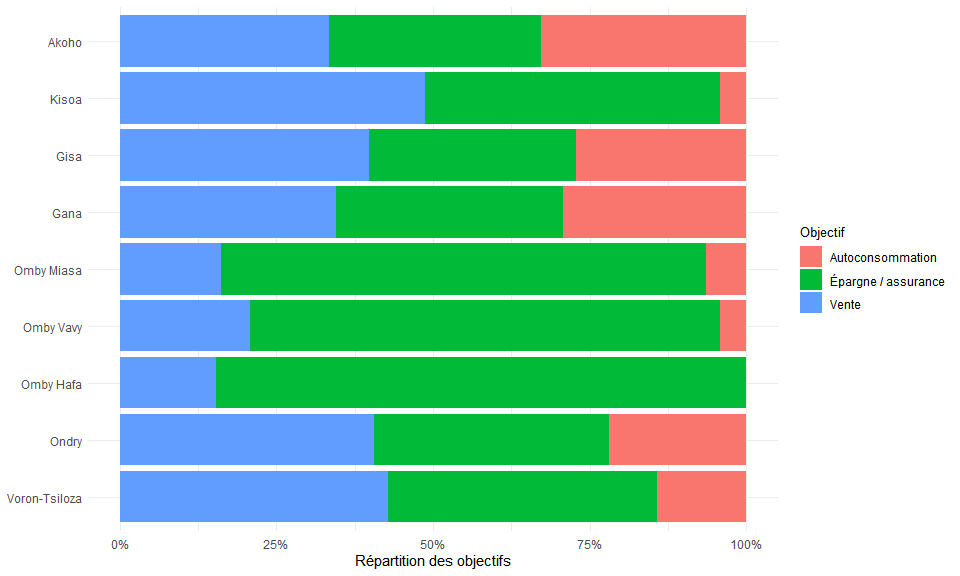 Akoho
Kisoa
Gisa
Gana
Omby Miasa
Omby Vavy
Omby Hafa
Ondry
Voron-Tsiloza
0%
25%
50%
75%
100%
Répartition des objectifs
Objectif
Autoconsommation
Épargne / assurance
Vente